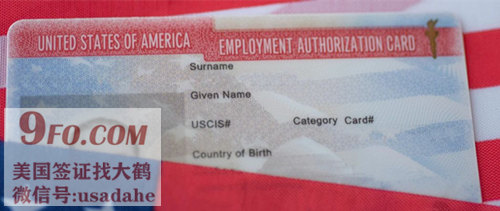 UNITED STATES OF AMERICA EMPLOYMENT AUTHORIZATION CARD
Surname
Given Name
USCIS# Category Card#
Country of Birth
9FO.COM
美国签证找大鹤
微信号:usadahe